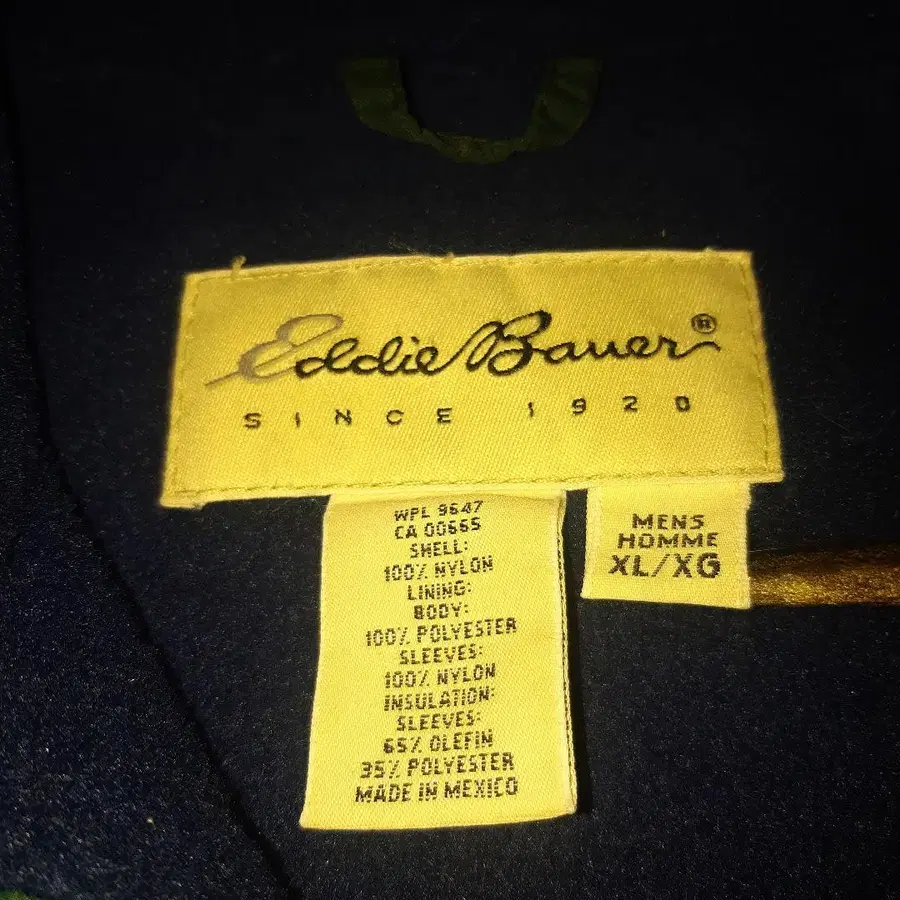 Eddie Bauer®
SINCE 1920
WPL 9647
CA 00665
SHELL:
100% NYLON
LINING:
BODY:
100% POLYESTER
SLEEVES:
100% NYLON
INSULATION:
SLEEVES:
65% OLEFIN
35% POLYESTER
MADE IN MEXICO
MENS
HOMME
XL/XG